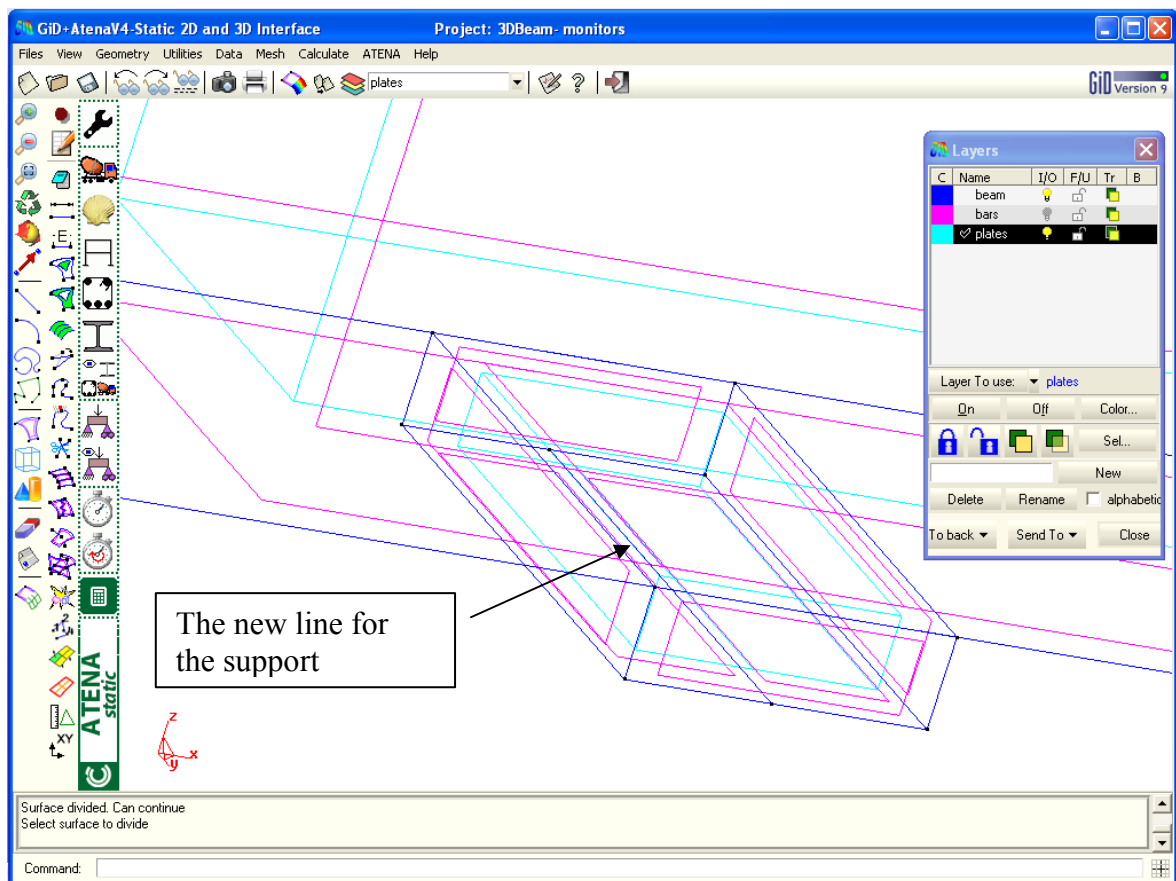 GiD+AtenaV4-Static 2D and 3D Interface Project: 3DBeam- monitors
Files View Geometry Utilities Data Mesh Calculate ATENA Help
plates
GiD Version 9
Layers
C Name I/O F/U Tr B
beam
bars
plates
Layer To use: plates
On Off Color...
Sel...
New
Delete Rename alphabetic
To back Send To Close
.E.
The new line for
the support
ATENA
static
XY
z
x
y
Surface divided. Can continue
Select surface to divide
Command: